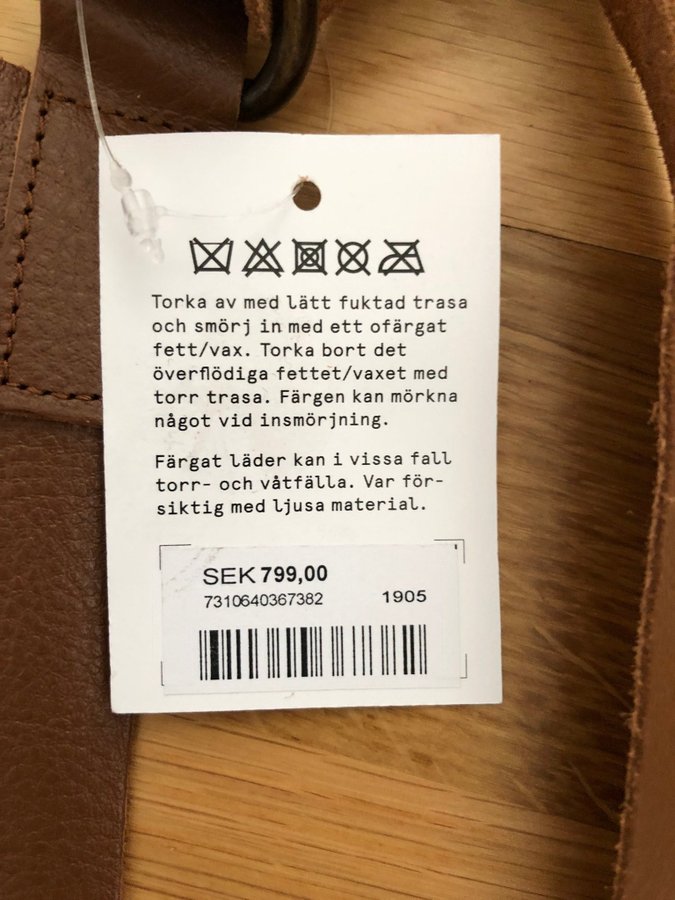 Torka av med lätt fuktad trasa
och smörj in med ett ofärgat
fett/vax. Torka bort det
överflödiga fettet/vaxet med
torr trasa. Färgen kan mörkna
något vid insmörjning.
Färgat läder kan i vissa fall
torr- och våtfälla. Var för-
siktig med ljusa material.
SEK 799,00
7310640367382 1905